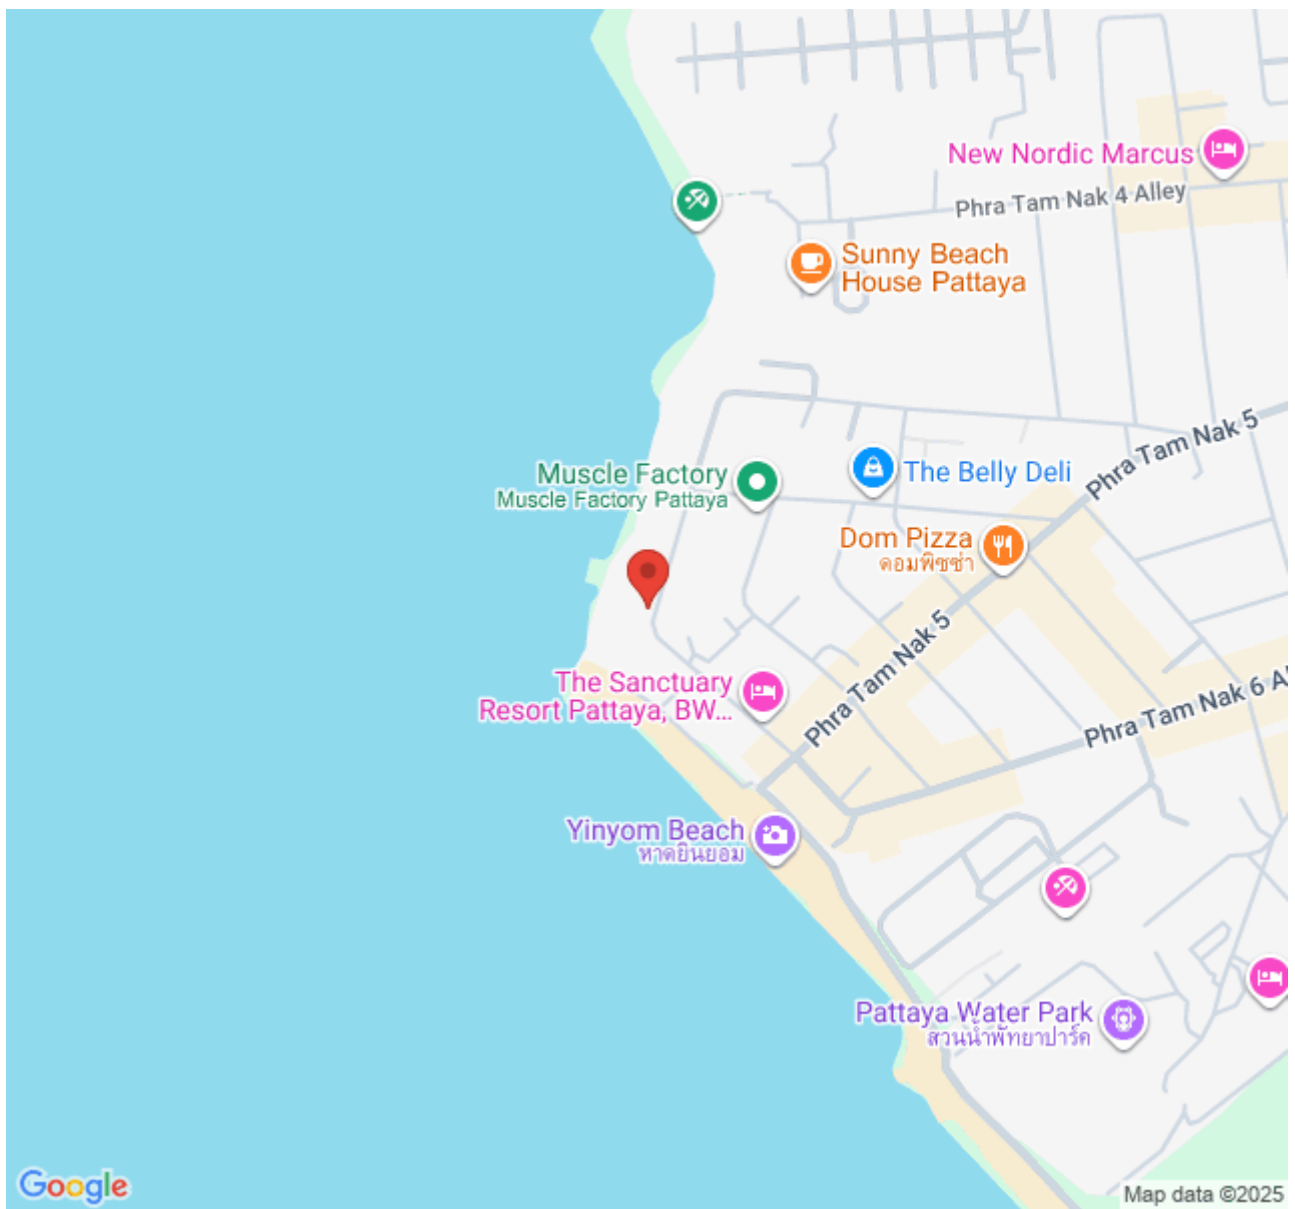 New Nordic Marcus
Phra Tam Nak 4 Alley
Sunny Beach
House Pattaya
Phra Tam Nak 5
Muscle Factory
Muscle Factory Pattaya
The Belly Deli
Dom Pizza
ดอมพิซซ่า
Phra Tam Nak 5
The Sanctuary
Resort Pattaya, BW...
Phra Tam Nak 6 A
Yinyom Beach
หาดยินยอม
Pattaya Water Park
สวนน้ำพัทยาปาร์ค
Google
Map data ©2025